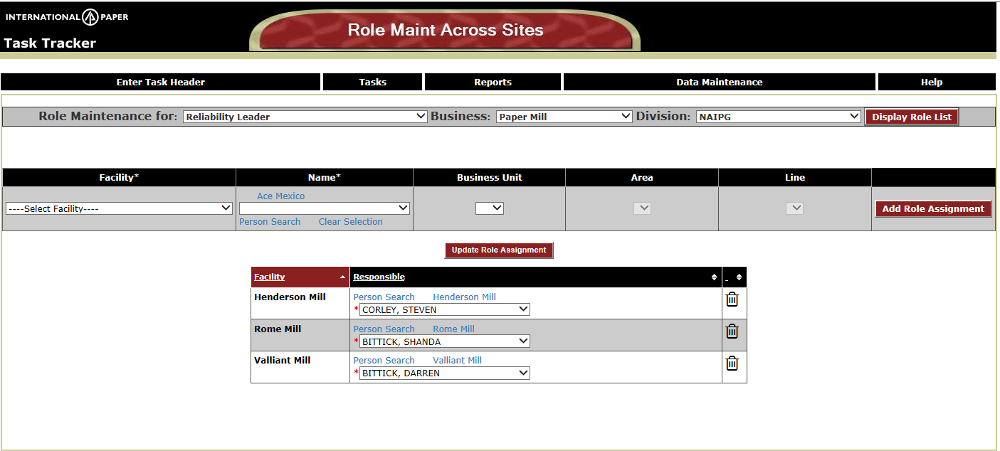 INTERNATIONAL PAPER
Role Maint Across Sites
Task Tracker
Enter Task Header Tasks Reports Data Maintenance Help
Role Maintenance for: Reliability Leader Business: Paper Mill Division: NAIPG Display Role List
Facility* Name* Business Unit Area Line
Ace Mexico
----Select Facility---- Add Role Assignment
Person Search Clear Selection
Update Role Assignment
Facility Responsible
Henderson Mill Person Search Henderson Mill
* CORLEY, STEVEN
Rome Mill Person Search Rome Mill
* BITTICK, SHANDA
Valliant Mill Person Search Valliant Mill
* BITTICK, DARREN